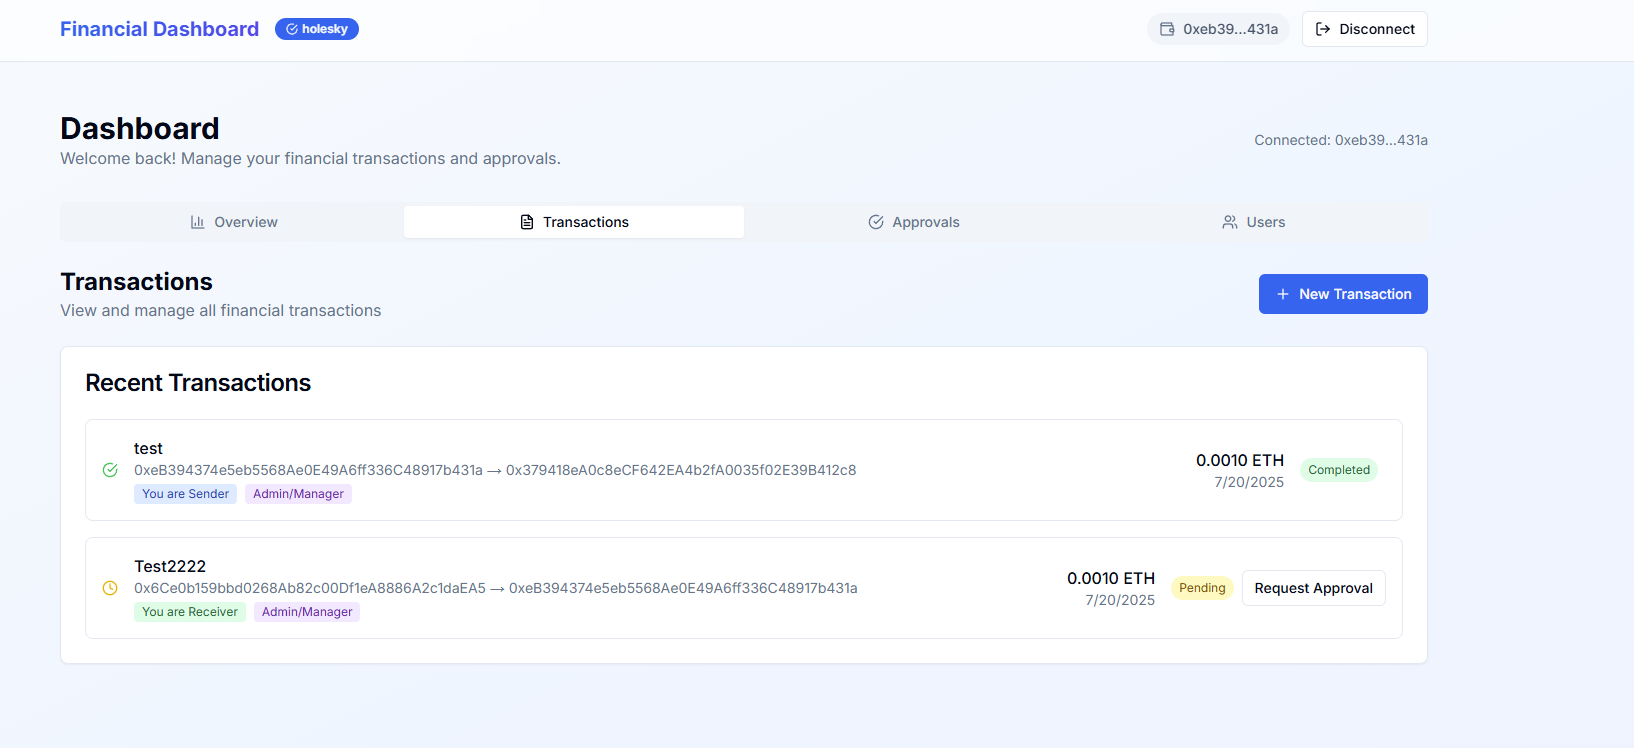 Financial Dashboard holesky 0xeb39...431a Disconnect
Dashboard
Welcome back! Manage your financial transactions and approvals.
Connected: 0xeb39...431a
Overview Transactions Approvals Users
Transactions
View and manage all financial transactions
New Transaction
Recent Transactions
test
0xeB394374e5eb5568Ae0E49A6ff336C48917b431a → 0x379418eA0c8eCF642EA4b2fA0035f02E39B412c8
You are Sender Admin/Manager
0.0010 ETH
7/20/2025
Completed
Test2222
0x6Ce0b159bbd0268Ab82c00Df1eA8886A2c1daEA5 → 0xeB394374e5eb5568Ae0E49A6ff336C48917b431a
You are Receiver Admin/Manager
0.0010 ETH
7/20/2025
Pending
Request Approval